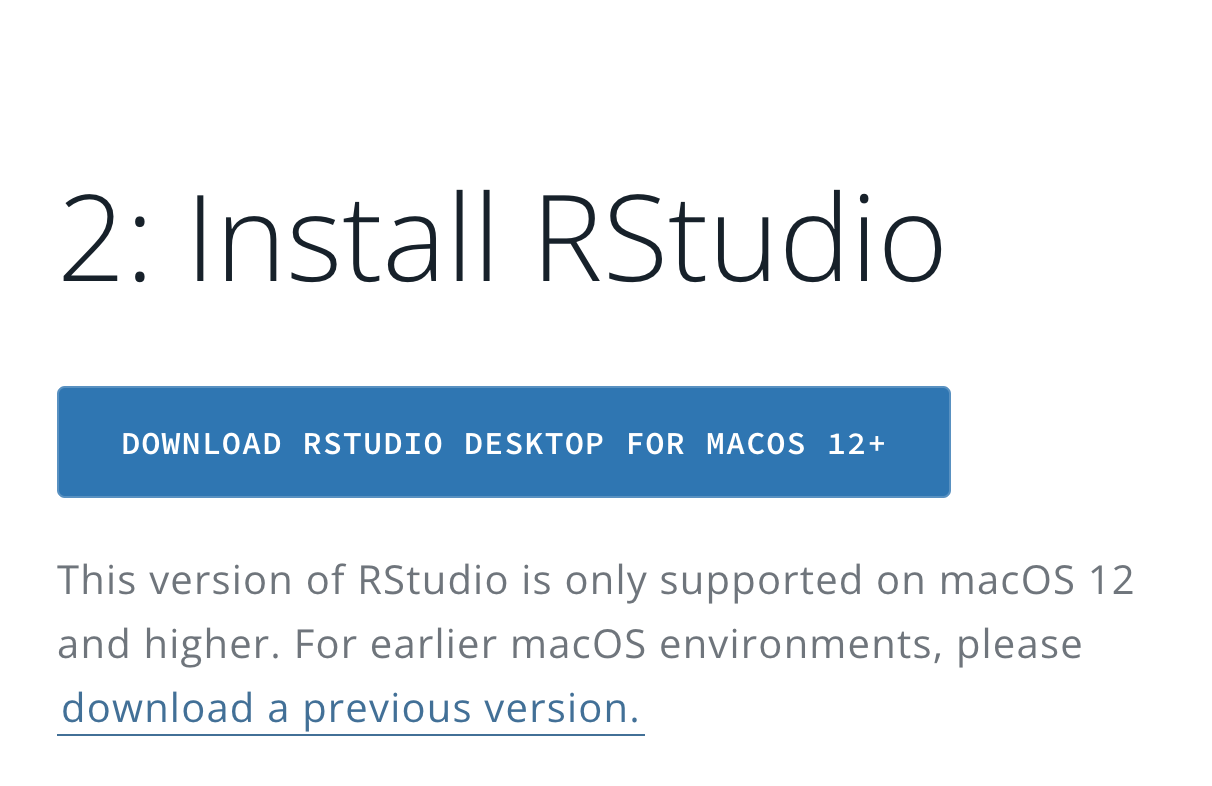 2: Install RStudio
DOWNLOAD RSTUDIO DESKTOP FOR MACOS 12+
This version of RStudio is only supported on macOS 12
and higher. For earlier macOS environments, please
download a previous version.